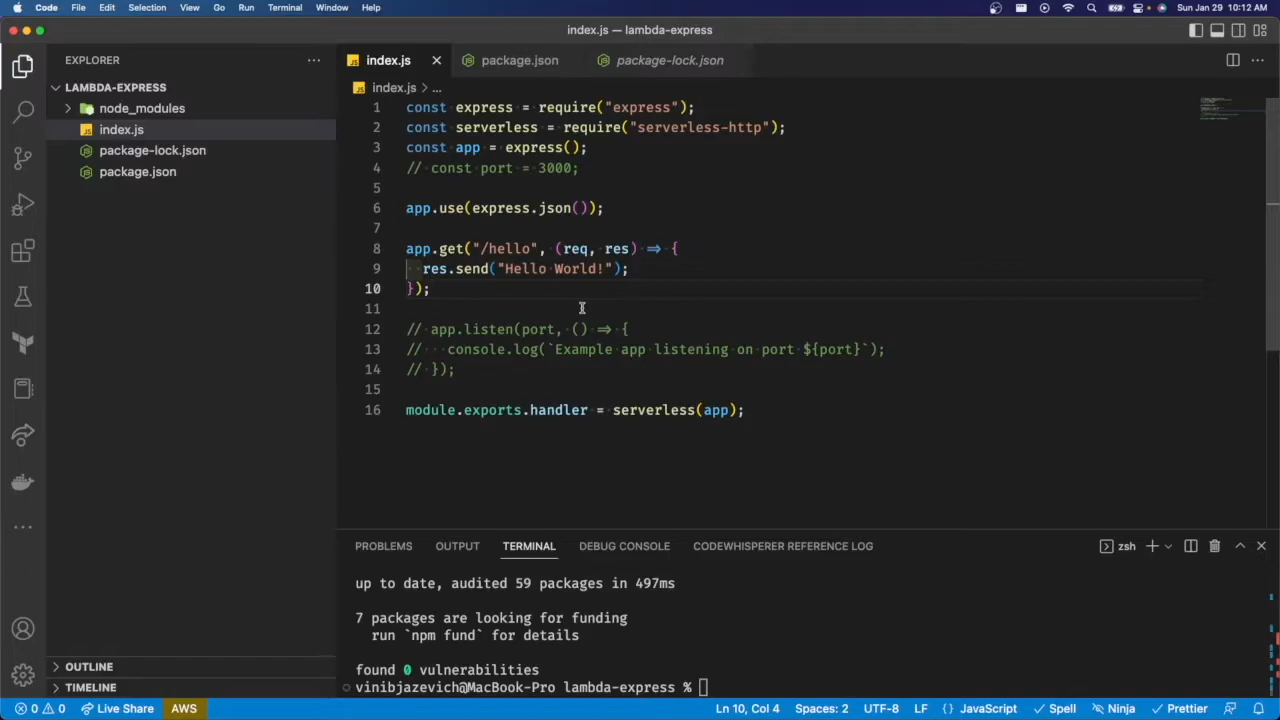 Code File Edit Selection View Go Run Terminal Window Help Sun Jan 29 10:12 AM
index.js — lambda-express
EXPLORER
LAMBDA-EXPRESS
node_modules
index.js
package-lock.json
package.json
OUTLINE
TIMELINE
index.js package.json package-lock.json
index.js > ...
1 const express = require("express");
2 const serverless = require("serverless-http");
3 const app = express();
4 // const port = 3000;
5
6 app.use(express.json());
7
8 app.get("/hello", (req, res) => {
9 res.send("Hello World!");
10 });
11
12 // app.listen(port, () => {
13 // console.log(`Example app listening on port ${port}`);
14 // });
15
16 module.exports.handler = serverless(app);
PROBLEMS OUTPUT TERMINAL DEBUG CONSOLE CODEWHISPERER REFERENCE LOG zsh
up to date, audited 59 packages in 497ms
7 packages are looking for funding
run `npm fund` for details
found 0 vulnerabilities
vinibjazevich@MacBook-Pro lambda-express %
0 0 Live Share AWS Ln 10, Col 4 Spaces: 2 UTF-8 LF {} JavaScript Spell Ninja Prettier